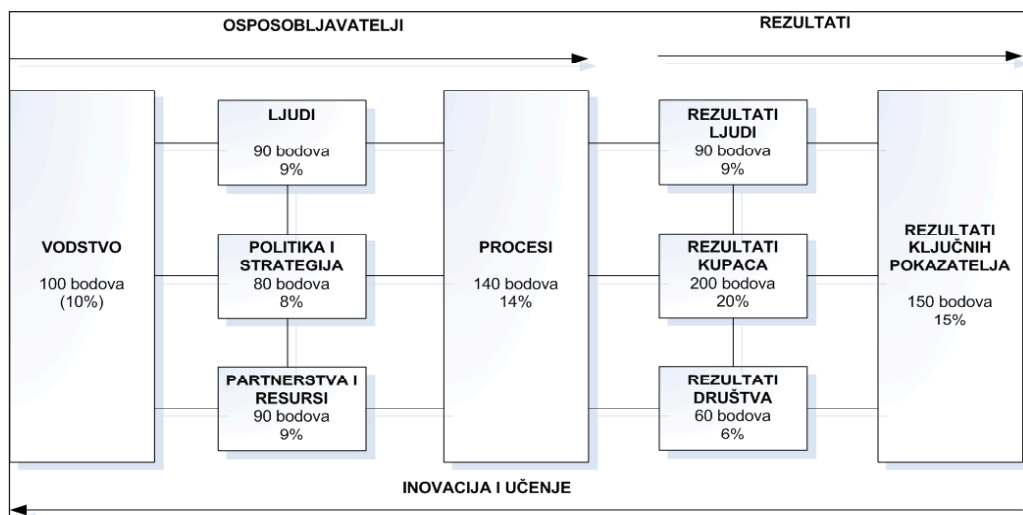 OSPOSOBLJAVATELJI
REZULTATI
VODSTVO
100 bodova
(10%)
LJUDI
90 bodova
9%
POLITIKA I
STRATEGIJA
80 bodova
8%
PARTNERSTVA I
RESURSI
90 bodova
9%
PROCESI
140 bodova
14%
REZULTATI
LJUDI
90 bodova
9%
REZULTATI
KUPACA
200 bodova
20%
REZULTATI
DRUŠTVA
60 bodova
6%
REZULTATI
KLJUČNIH
POKAZATELJA
150 bodova
15%
INOVACIJA I UČENJE